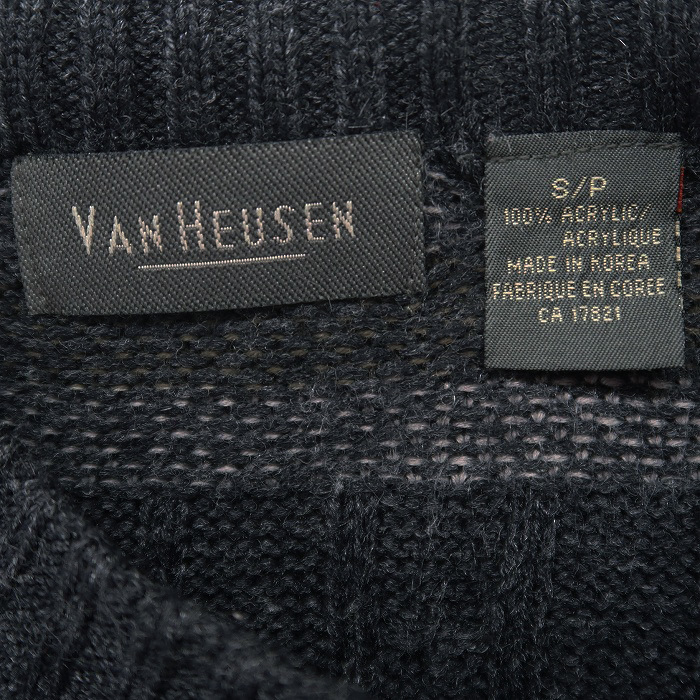 VAN HEUSEN
S/P
100% ACRYLIC/
ACRYLIQUE
MADE IN KOREA
FABRIQUE EN COREE
CA 17821